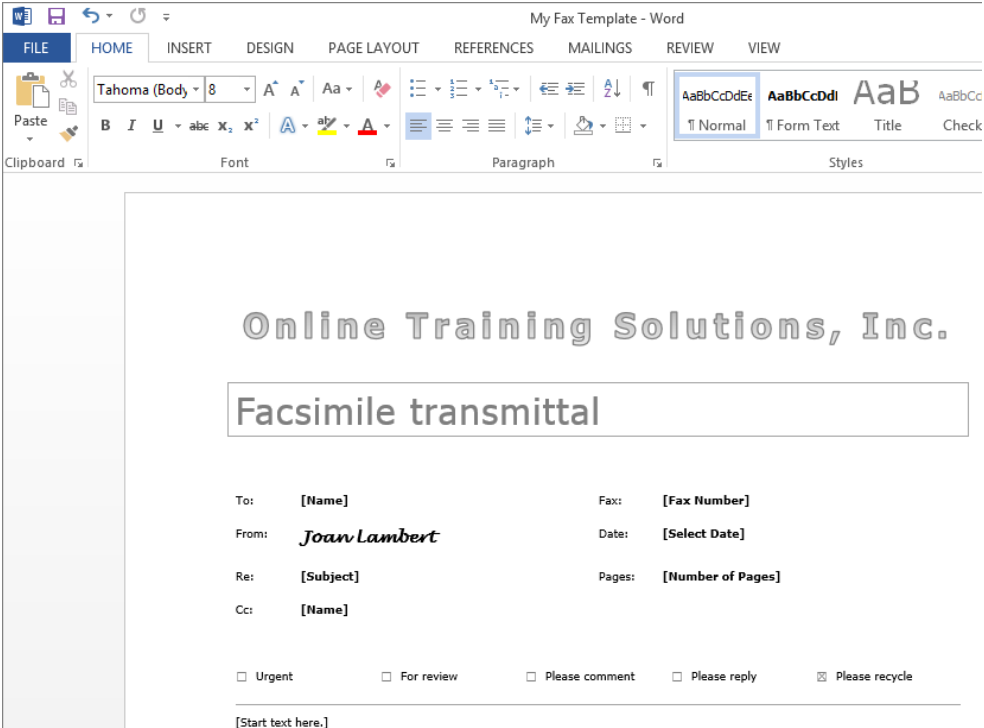 My Fax Template - Word
FILE HOME INSERT DESIGN PAGE LAYOUT REFERENCES MAILINGS REVIEW VIEW
Tahoma (Body 8 Aa AaBbCcDdEe AaBbCcDdI AaB AaBbCc
Paste B I U abc X₂ X² A aby A ¶ Normal ¶ Form Text Title Check
Clipboard Font Paragraph Styles
Online Training Solutions, Inc.
Facsimile transmittal
To: [Name] Fax: [Fax Number]
From: Joan Lambert Date: [Select Date]
Re: [Subject] Pages: [Number of Pages]
Cc: [Name]
☐ Urgent ☐ For review ☐ Please comment ☐ Please reply ☒ Please recycle
[Start text here.]